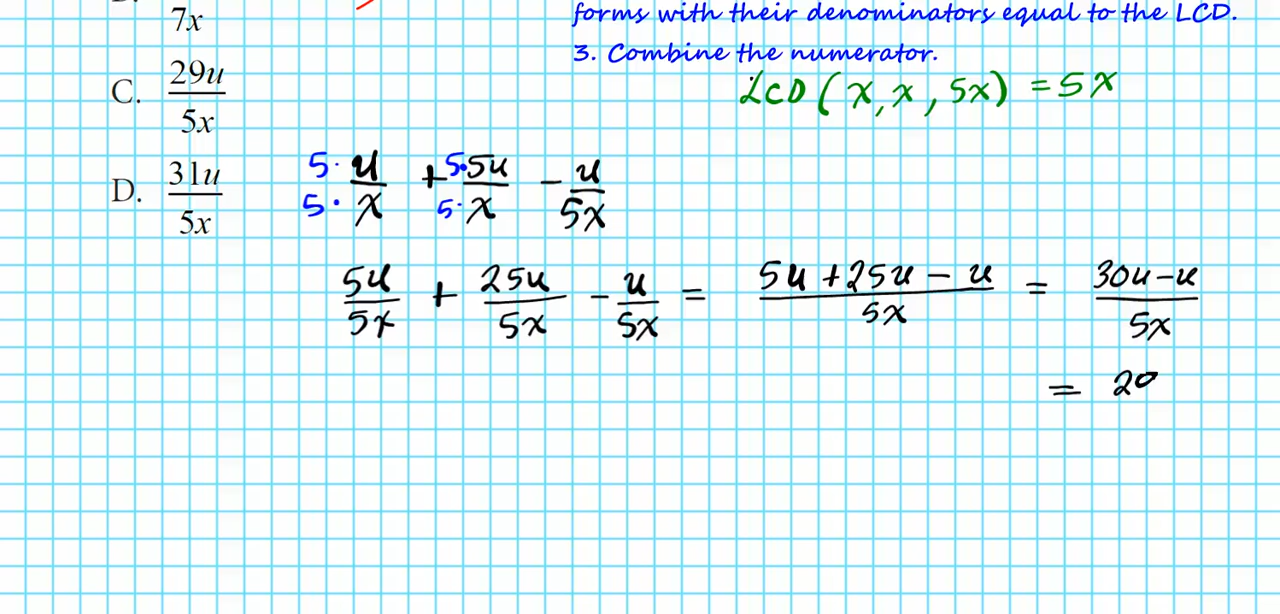 7x
forms with their denominators equal to the LCD.
3. Combine the numerator.
LCD ( x, x, 5x) = 5x
C. 29u/5x
D. 31u/5x
5·u/5·x + 5·5u/5·x - u/5x
5u/5x + 25u/5x - u/5x = 5u + 25u - u/5x = 30u - u/5x
= 20